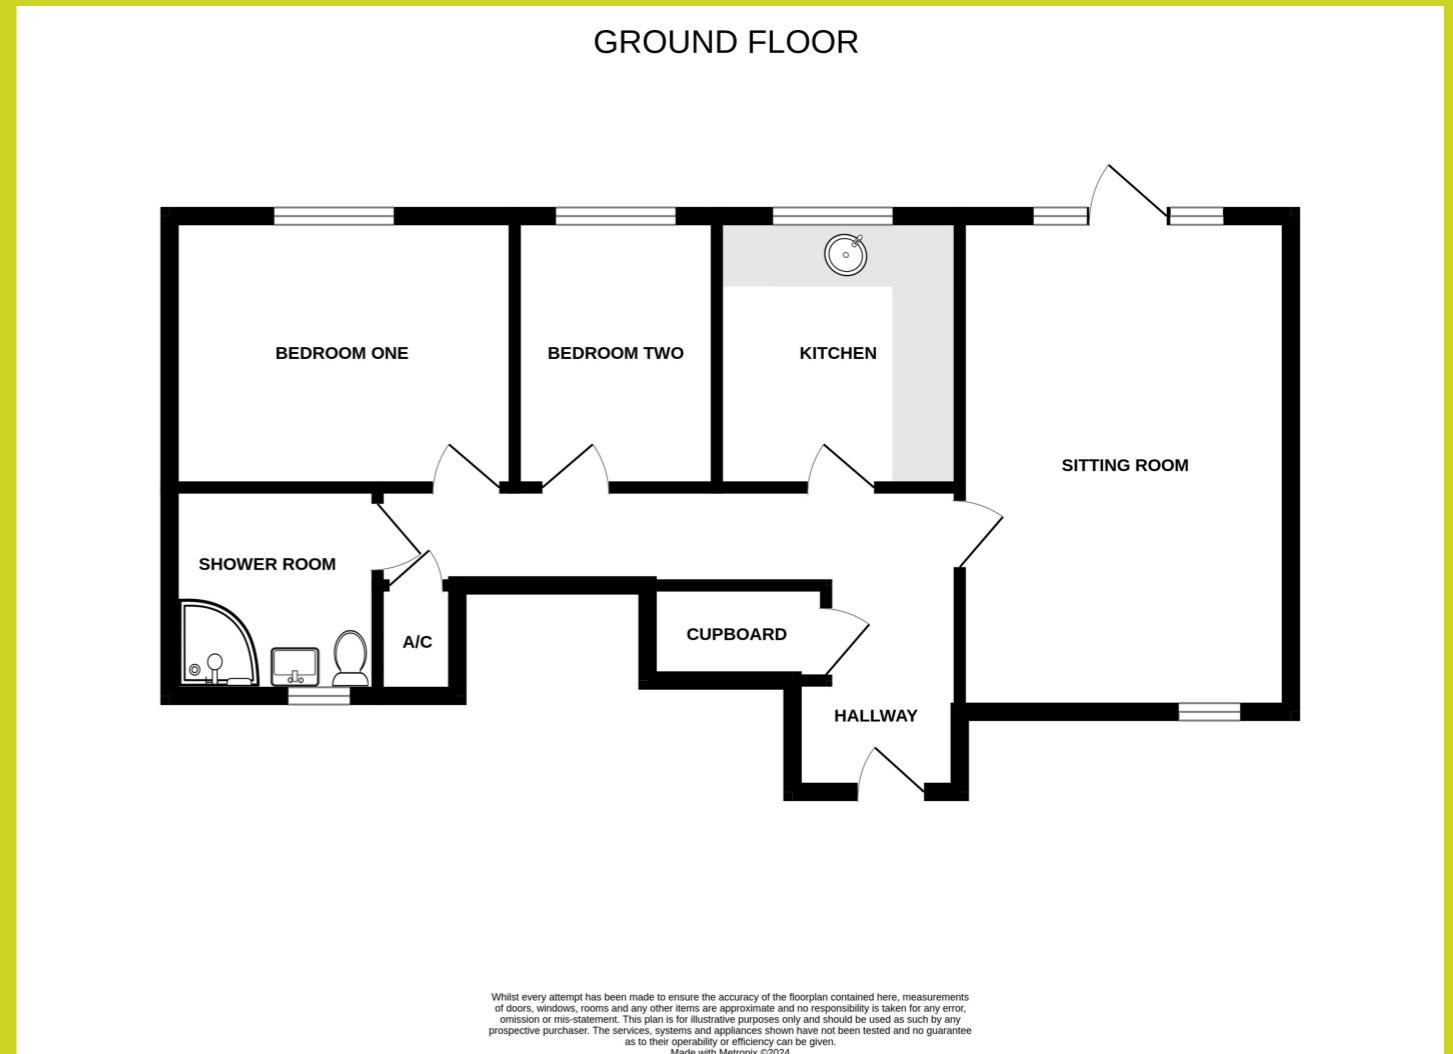 GROUND FLOOR
BEDROOM ONE
BEDROOM TWO
KITCHEN
SITTING ROOM
SHOWER ROOM
A/C
CUPBOARD
HALLWAY
Whilst every attempt has been made to ensure the accuracy of the floorplan contained here, measurements
of doors, windows, rooms and any other items are approximate and no responsibility is taken for any error,
omission or mis-statement. This plan is for illustrative purposes only and should be used as such by any
prospective purchaser. The services, systems and appliances shown have not been tested and no guarantee
as to their operability or efficiency can be given.
Made with Metropix ©2024